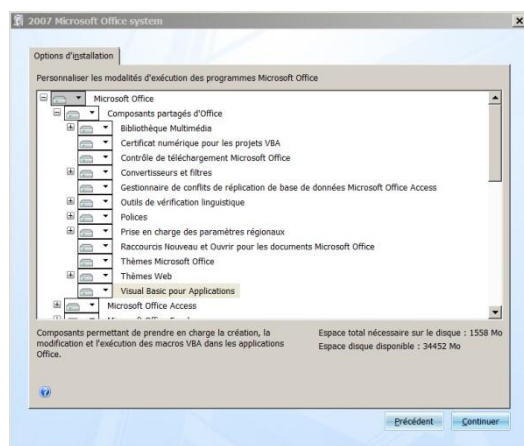 2007 Microsoft Office system
Options d'installation
Personnaliser les modalités d'exécution des programmes Microsoft Office
Microsoft Office
Composants partagés d'Office
Bibliothèque Multimédia
Certificat numérique pour les projets VBA
Contrôle de téléchargement Microsoft Office
Convertisseurs et filtres
Gestionnaire de conflits de réplication de base de données Microsoft Office Access
Outils de vérification linguistique
Polices
Prise en charge des paramètres régionaux
Raccourcis Nouveau et Ouvrir pour les documents Microsoft Office
Thèmes Microsoft Office
Thèmes Web
Visual Basic pour Applications
Microsoft Office Access
Composants permettant de prendre en charge la création, la
modification et l'exécution des macros VBA dans les applications
Office.
Espace total nécessaire sur le disque : 1558 Mo
Espace disque disponible : 34452 Mo
Précédent
Continuer